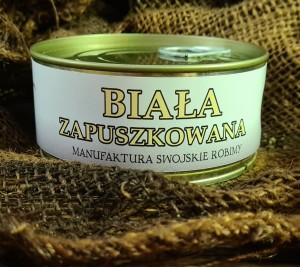 BIAŁA
ZAPUSZKOWANA
MANUFAKTURA SWOJSKIE ROBIMY